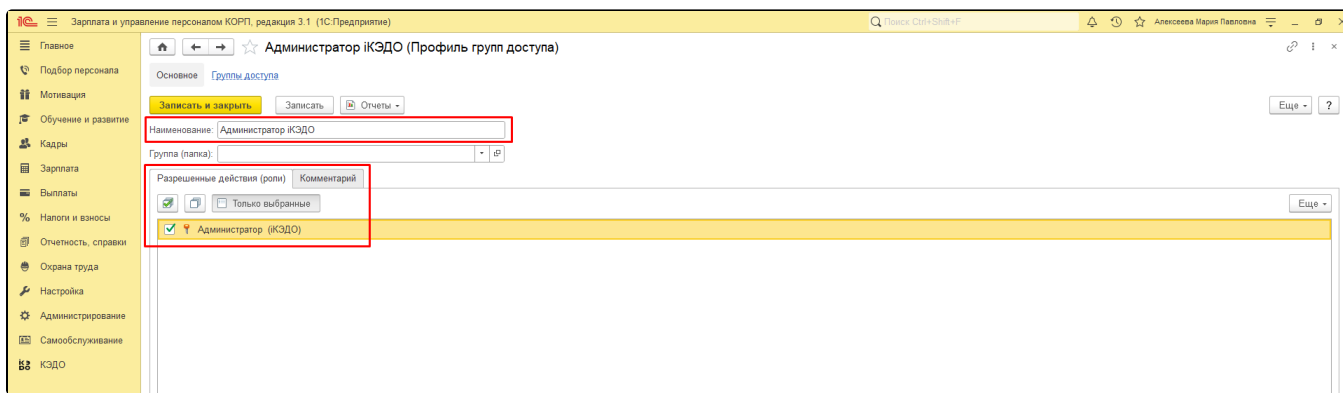 1С Зарплата и управление персоналом КОРП, редакция 3.1 (1С:Предприятие) Поиск Ctrl+Shift+F Алексеева Мария Павловна
Главное
Подбор персонала
Мотивация
Обучение и развитие
Кадры
Зарплата
Выплаты
% Налоги и взносы
Отчетность, справки
Охрана труда
Настройка
Администрирование
Самообслуживание
КЭДО
Администратор iКЭДО (Профиль групп доступа)
Основное Группы доступа
Записать и закрыть Записать Отчеты Еще ?
Наименование: Администратор iКЭДО
Группа (папка):
Разрешенные действия (роли) Комментарий
Только выбранные Еще
Администратор (iКЭДО)